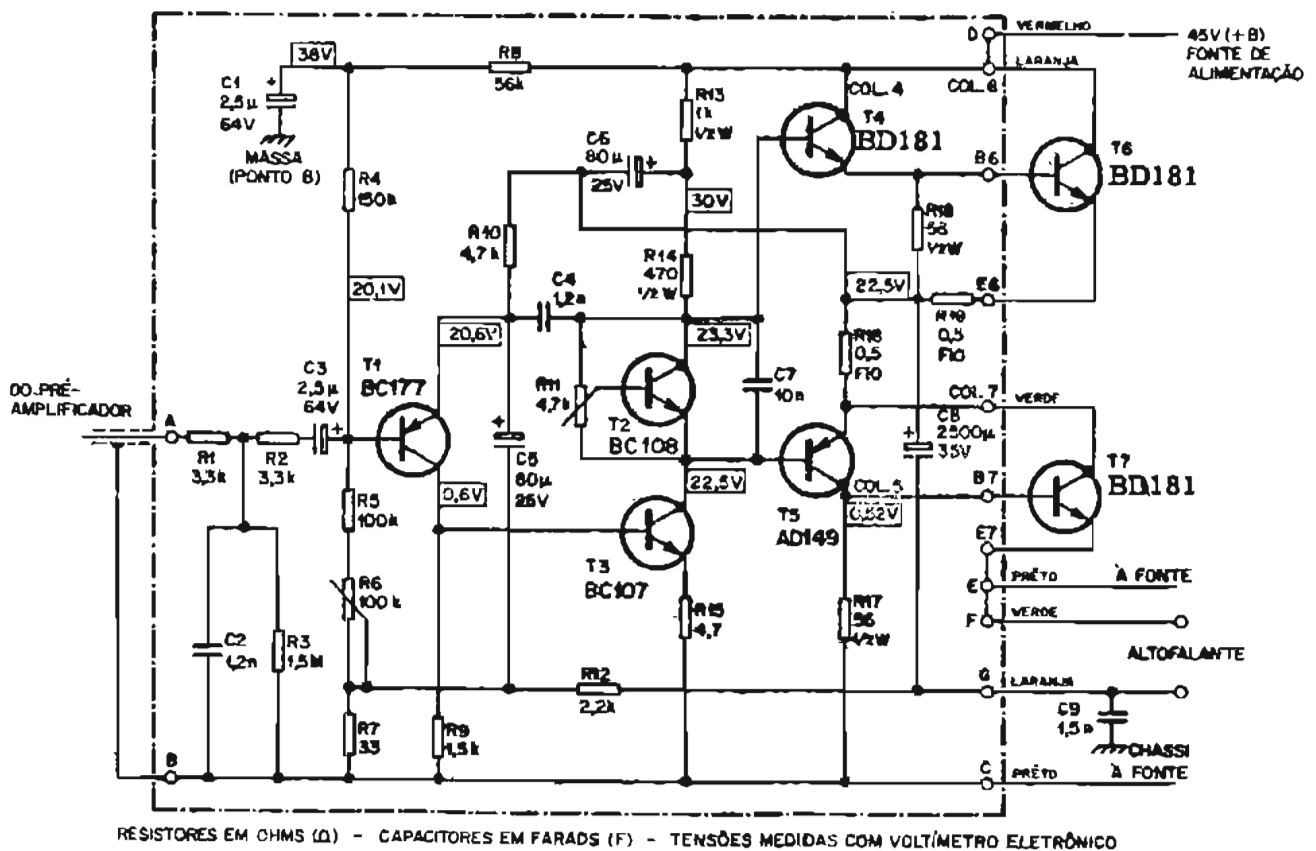 D VERMELHO
45V (+B)
FONTE DE
ALIMENTAÇÃO
38V
R8
56k
LARANJA
COL. 6
COL. 4
C1
2,5µ
64V
MASSA
(PONTO B)
R13
1k
1/2W
T4
BD181
T6
BD181
C6
80µ
25V
B6
R4
150k
30V
R18
56
1/2W
R10
4,7k
R14
470
1/2W
20,1V
C4
1,2n
22,5V
E6
R19
0,5
FIO
20,6V
23,3V
R16
0,5
FIO
T1
BC177
C3
2,5µ
64V
R11
4,7k
C7
10n
COL. 7
VERDE
DO PRÉ-
AMPLIFICADOR
A
R1
3,3k
R2
3,3k
T2
BC108
C8
2500µ
35V
C5
80µ
25V
22,5V
COL. 5
B7
T7
BD181
0,6V
0,62V
R5
100k
T5
AD149
T3
BC107
E7
R6
100k
E PRÊTO À FONTE
R15
4,7
R17
56
1/2W
F VERDE
C2
1,2n
R3
1,5M
ALTOFALANTE
R12
2,2k
G LARANJA
C9
1,5n
R7
33
R9
1,5k
CHASSI
B
C PRÊTO À FONTE
RESISTORES EM OHMS (Ω) - CAPACITORES EM FARADS (F) - TENSÕES MEDIDAS COM VOLTÍMETRO ELETRÔNICO